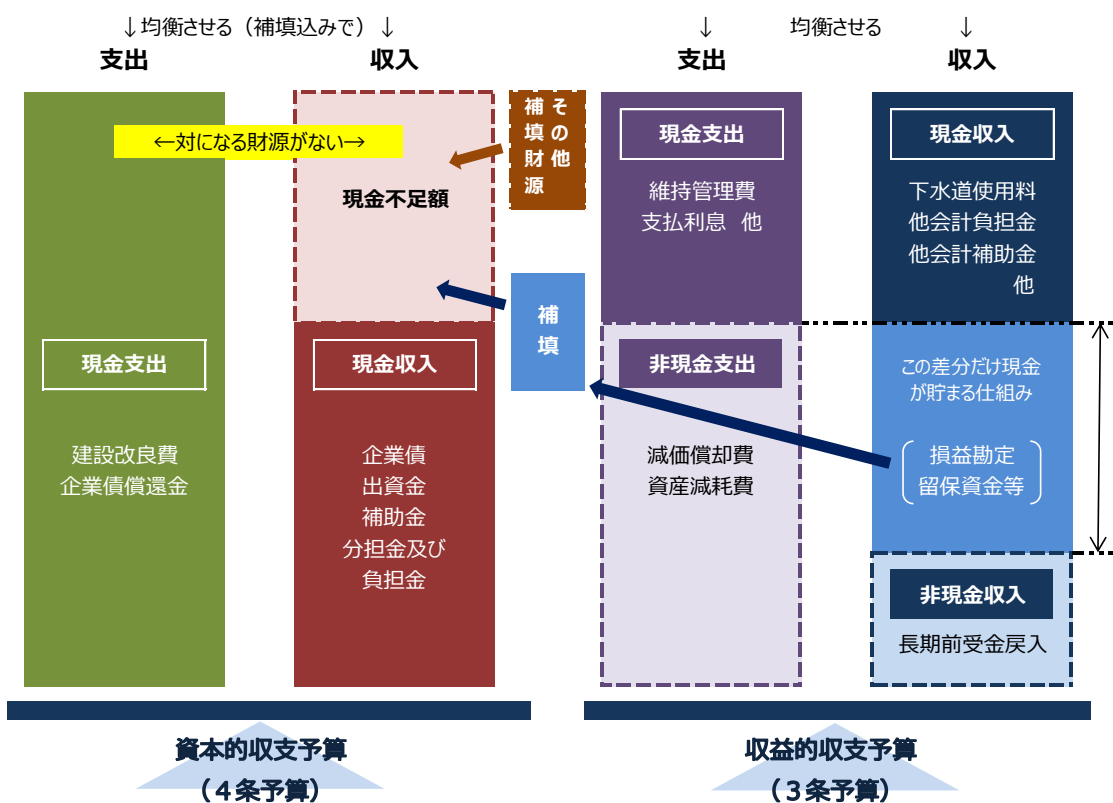 ↓均衡させる（補填込みで）↓
支出
収入
←対になる財源がない→
現金不足額
その他
補填財源
補填
現金支出
建設改良費
企業債償還金
現金収入
企業債
出資金
補助金
分担金及び
負担金
資本的収支予算
（４条予算）
↓ 均衡させる ↓
支出
収入
現金支出
維持管理費
支払利息 他
非現金支出
減価償却費
資産減耗費
現金収入
下水道使用料
他会計負担金
他会計補助金
他
この差分だけ現金
が貯まる仕組み
損益勘定
留保資金等
非現金収入
長期前受金戻入
収益的収支予算
（３条予算）